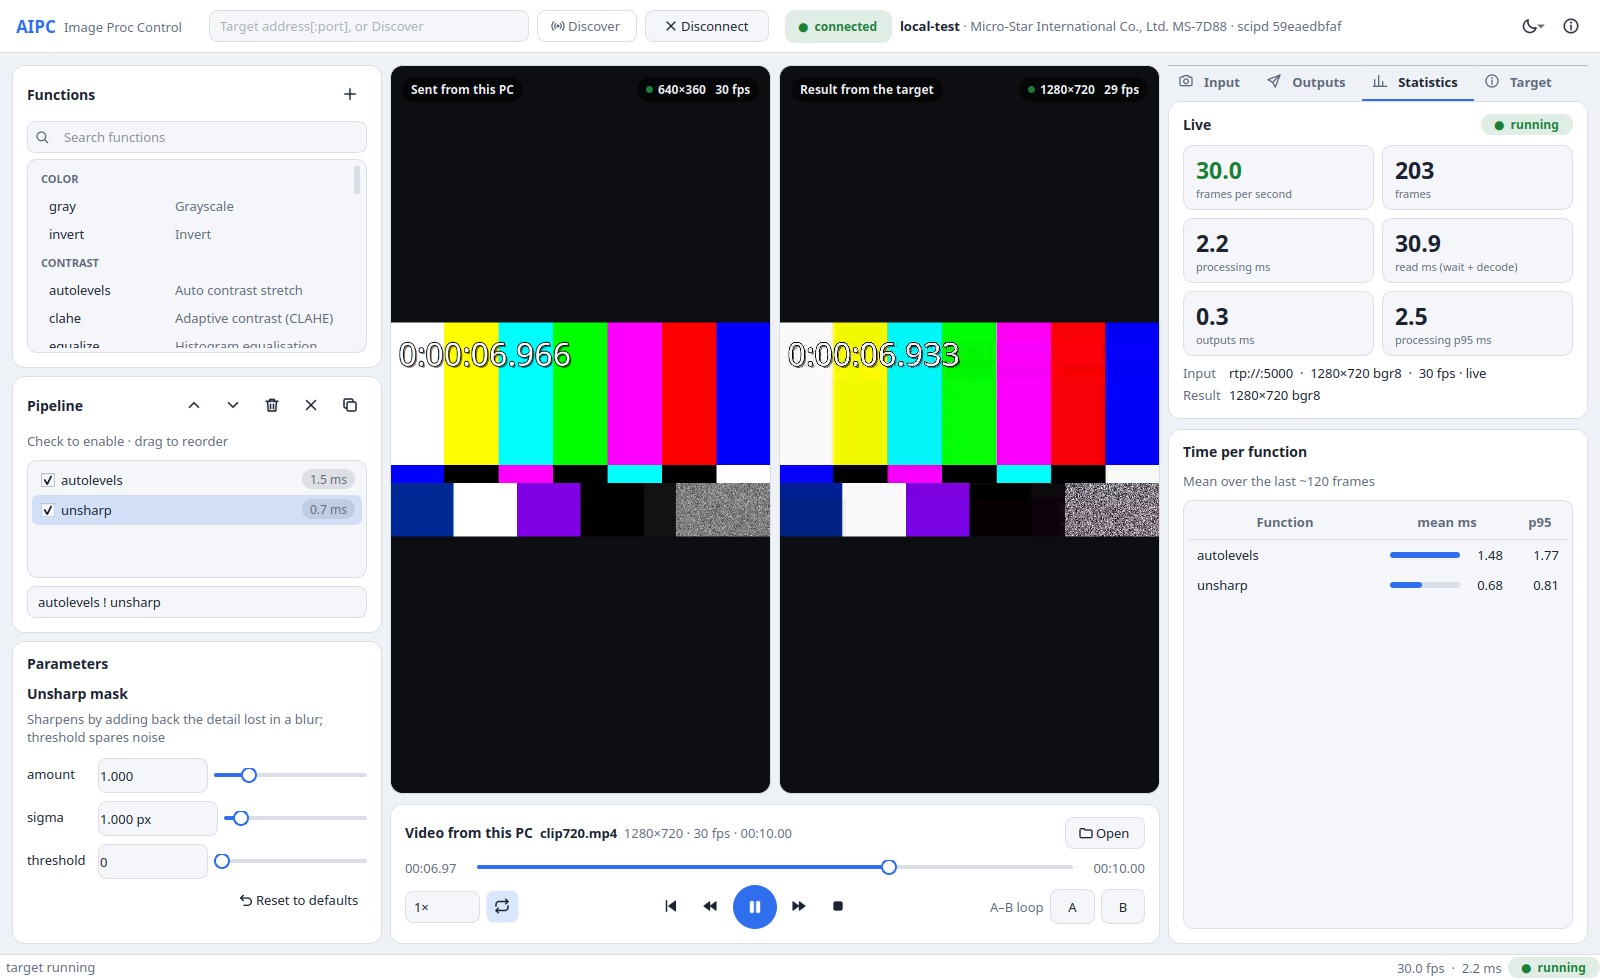 AIPC Image Proc Control
Target address[:port], or Discover
Discover
Disconnect
connected
local-test · Micro-Star International Co., Ltd. MS-7D88 · scipd 59eaedbfaf
Functions
Search functions
COLOR
gray Grayscale
invert Invert
CONTRAST
autolevels Auto contrast stretch
clahe Adaptive contrast (CLAHE)
equalize Histogram equalisation
Pipeline
Check to enable · drag to reorder
autolevels 1.5 ms
unsharp 0.7 ms
autolevels ! unsharp
Parameters
Unsharp mask
Sharpens by adding back the detail lost in a blur;
threshold spares noise
amount 1.000
sigma 1.000 px
threshold 0
Reset to defaults
Sent from this PC
640×360 30 fps
0:00:06.966
Result from the target
1280×720 29 fps
0:00:06.933
Video from this PC clip720.mp4 1280×720 · 30 fps · 00:10.00
Open
00:06.97
00:10.00
1×
A–B loop
A
B
Input
Outputs
Statistics
Target
Live
running
30.0
frames per second
203
frames
2.2
processing ms
30.9
read ms (wait + decode)
0.3
outputs ms
2.5
processing p95 ms
Input rtp://:5000 · 1280×720 bgr8 · 30 fps · live
Result 1280×720 bgr8
Time per function
Mean over the last ~120 frames
Function mean ms p95
autolevels 1.48 1.77
unsharp 0.68 0.81
target running
30.0 fps · 2.2 ms
running